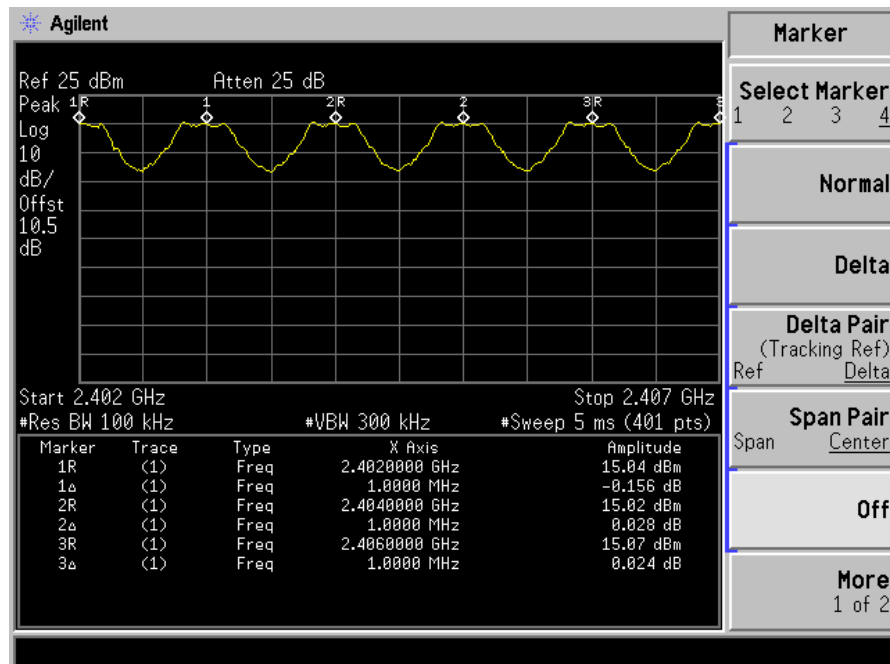 Agilent
Marker
Ref 25 dBm Atten 25 dB
Peak
Log
10
dB/
Offst
10.5
dB
1R 1 2R 2 3R 3
Start 2.402 GHz Stop 2.407 GHz
#Res BW 100 kHz #VBW 300 kHz #Sweep 5 ms (401 pts)
Marker Trace Type X Axis Amplitude
1R (1) Freq 2.4020000 GHz 15.04 dBm
1Δ (1) Freq 1.0000 MHz -0.156 dB
2R (1) Freq 2.4040000 GHz 15.02 dBm
2Δ (1) Freq 1.0000 MHz 0.028 dB
3R (1) Freq 2.4060000 GHz 15.07 dBm
3Δ (1) Freq 1.0000 MHz 0.024 dB
Select Marker
1 2 3 4
Normal
Delta
Delta Pair
(Tracking Ref)
Ref Delta
Span Pair
Span Center
Off
More
1 of 2